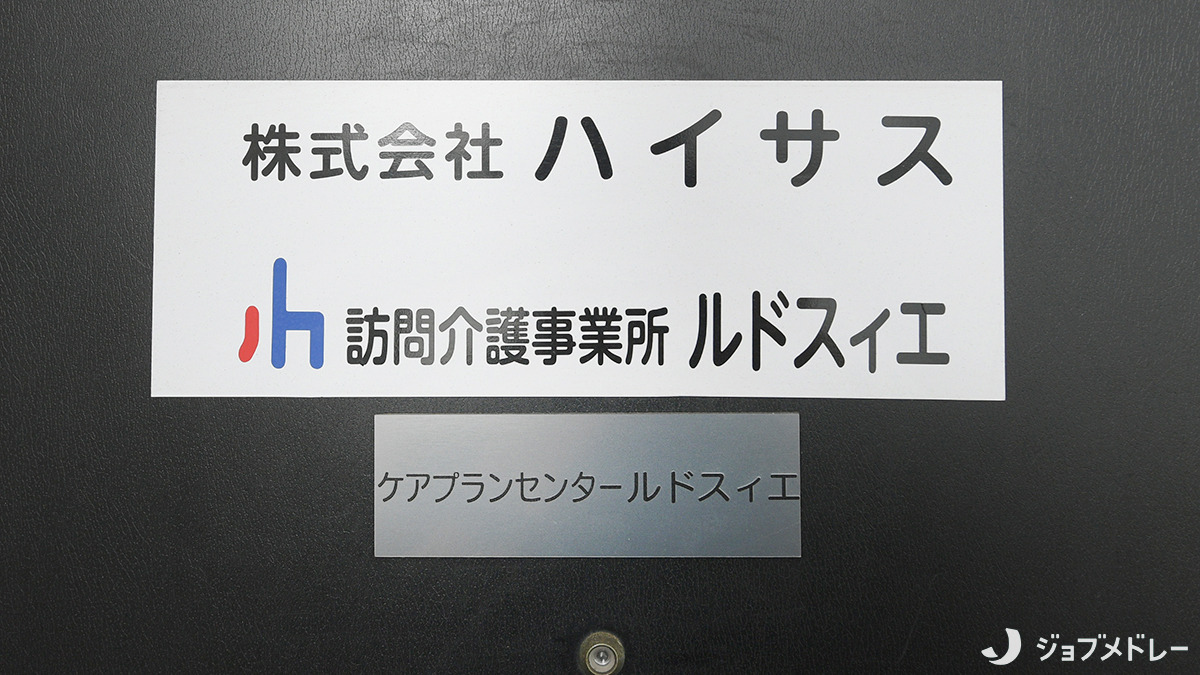 株式会社 ハイサス
訪問介護事業所 ルドスィエ
ケアプランセンタールドスィエ
ジョブメドレー